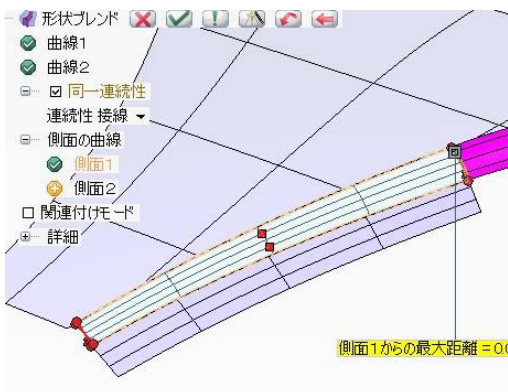 形状ブレンド
曲線1
曲線2
同一連続性
連続性 接線
側面の曲線
側面1
側面2
関連付けモード
詳細
側面1からの最大距離 = 0.0